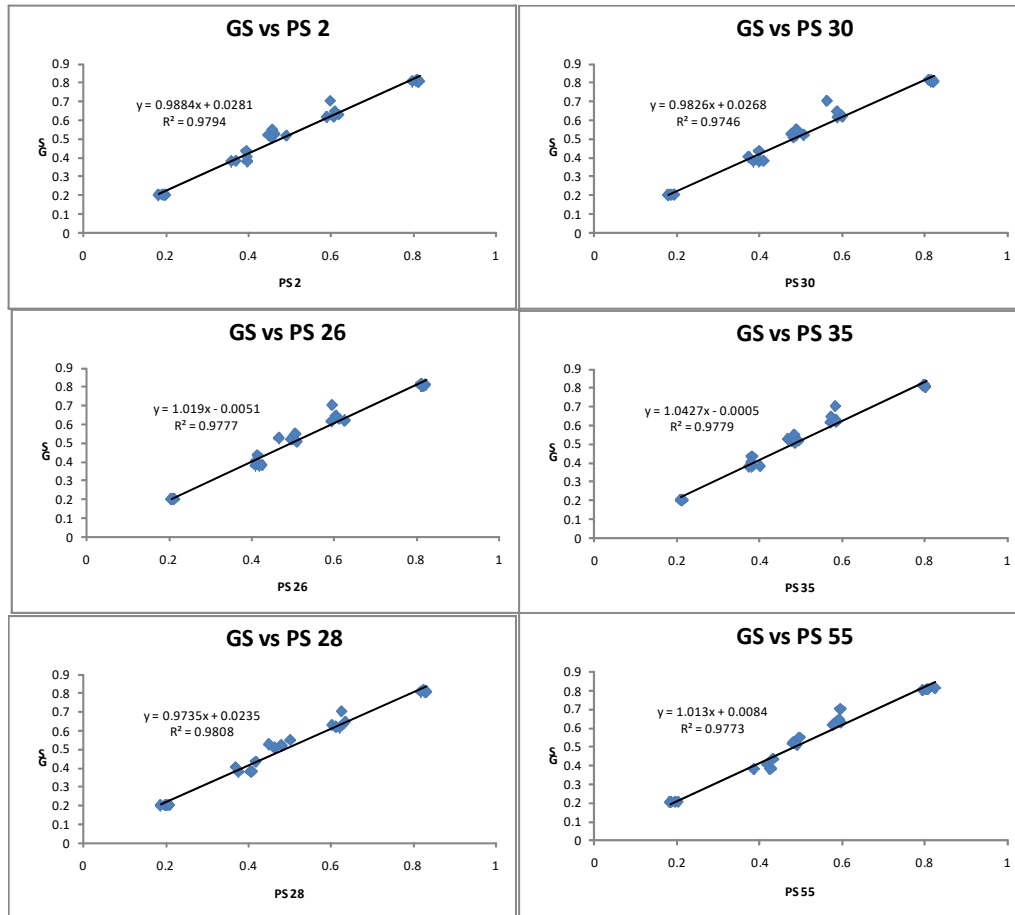 GS vs PS 2
0.9
0.8
0.7
0.6
0.5
0.4
0.3
0.2
0.1
0
GS
y = 0.9884x + 0.0281
R² = 0.9794
0 0.2 0.4 0.6 0.8 1
PS 2
GS vs PS 30
0.9
0.8
0.7
0.6
0.5
0.4
0.3
0.2
0.1
0
GS
y = 0.9826x + 0.0268
R² = 0.9746
0 0.2 0.4 0.6 0.8 1
PS 30
GS vs PS 26
0.9
0.8
0.7
0.6
0.5
0.4
0.3
0.2
0.1
0
GS
y = 1.019x - 0.0051
R² = 0.9777
0 0.2 0.4 0.6 0.8 1
PS 26
GS vs PS 35
0.9
0.8
0.7
0.6
0.5
0.4
0.3
0.2
0.1
0
GS
y = 1.0427x - 0.0005
R² = 0.9779
0 0.2 0.4 0.6 0.8 1
PS 35
GS vs PS 28
0.9
0.8
0.7
0.6
0.5
0.4
0.3
0.2
0.1
0
GS
y = 0.9735x + 0.0235
R² = 0.9808
0 0.2 0.4 0.6 0.8 1
PS 28
GS vs PS 55
0.9
0.8
0.7
0.6
0.5
0.4
0.3
0.2
0.1
0
GS
y = 1.013x + 0.0084
R² = 0.9773
0 0.2 0.4 0.6 0.8 1
PS 55